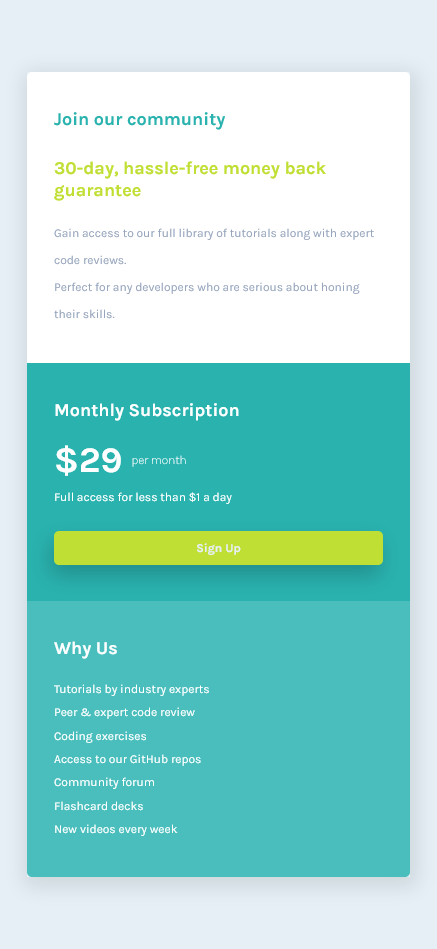 Join our community
30-day, hassle-free money back
guarantee
Gain access to our full library of tutorials along with expert
code reviews.
Perfect for any developers who are serious about honing
their skills.
Monthly Subscription
$29 per month
Full access for less than $1 a day
Sign Up
Why Us
Tutorials by industry experts
Peer & expert code review
Coding exercises
Access to our GitHub repos
Community forum
Flashcard decks
New videos every week